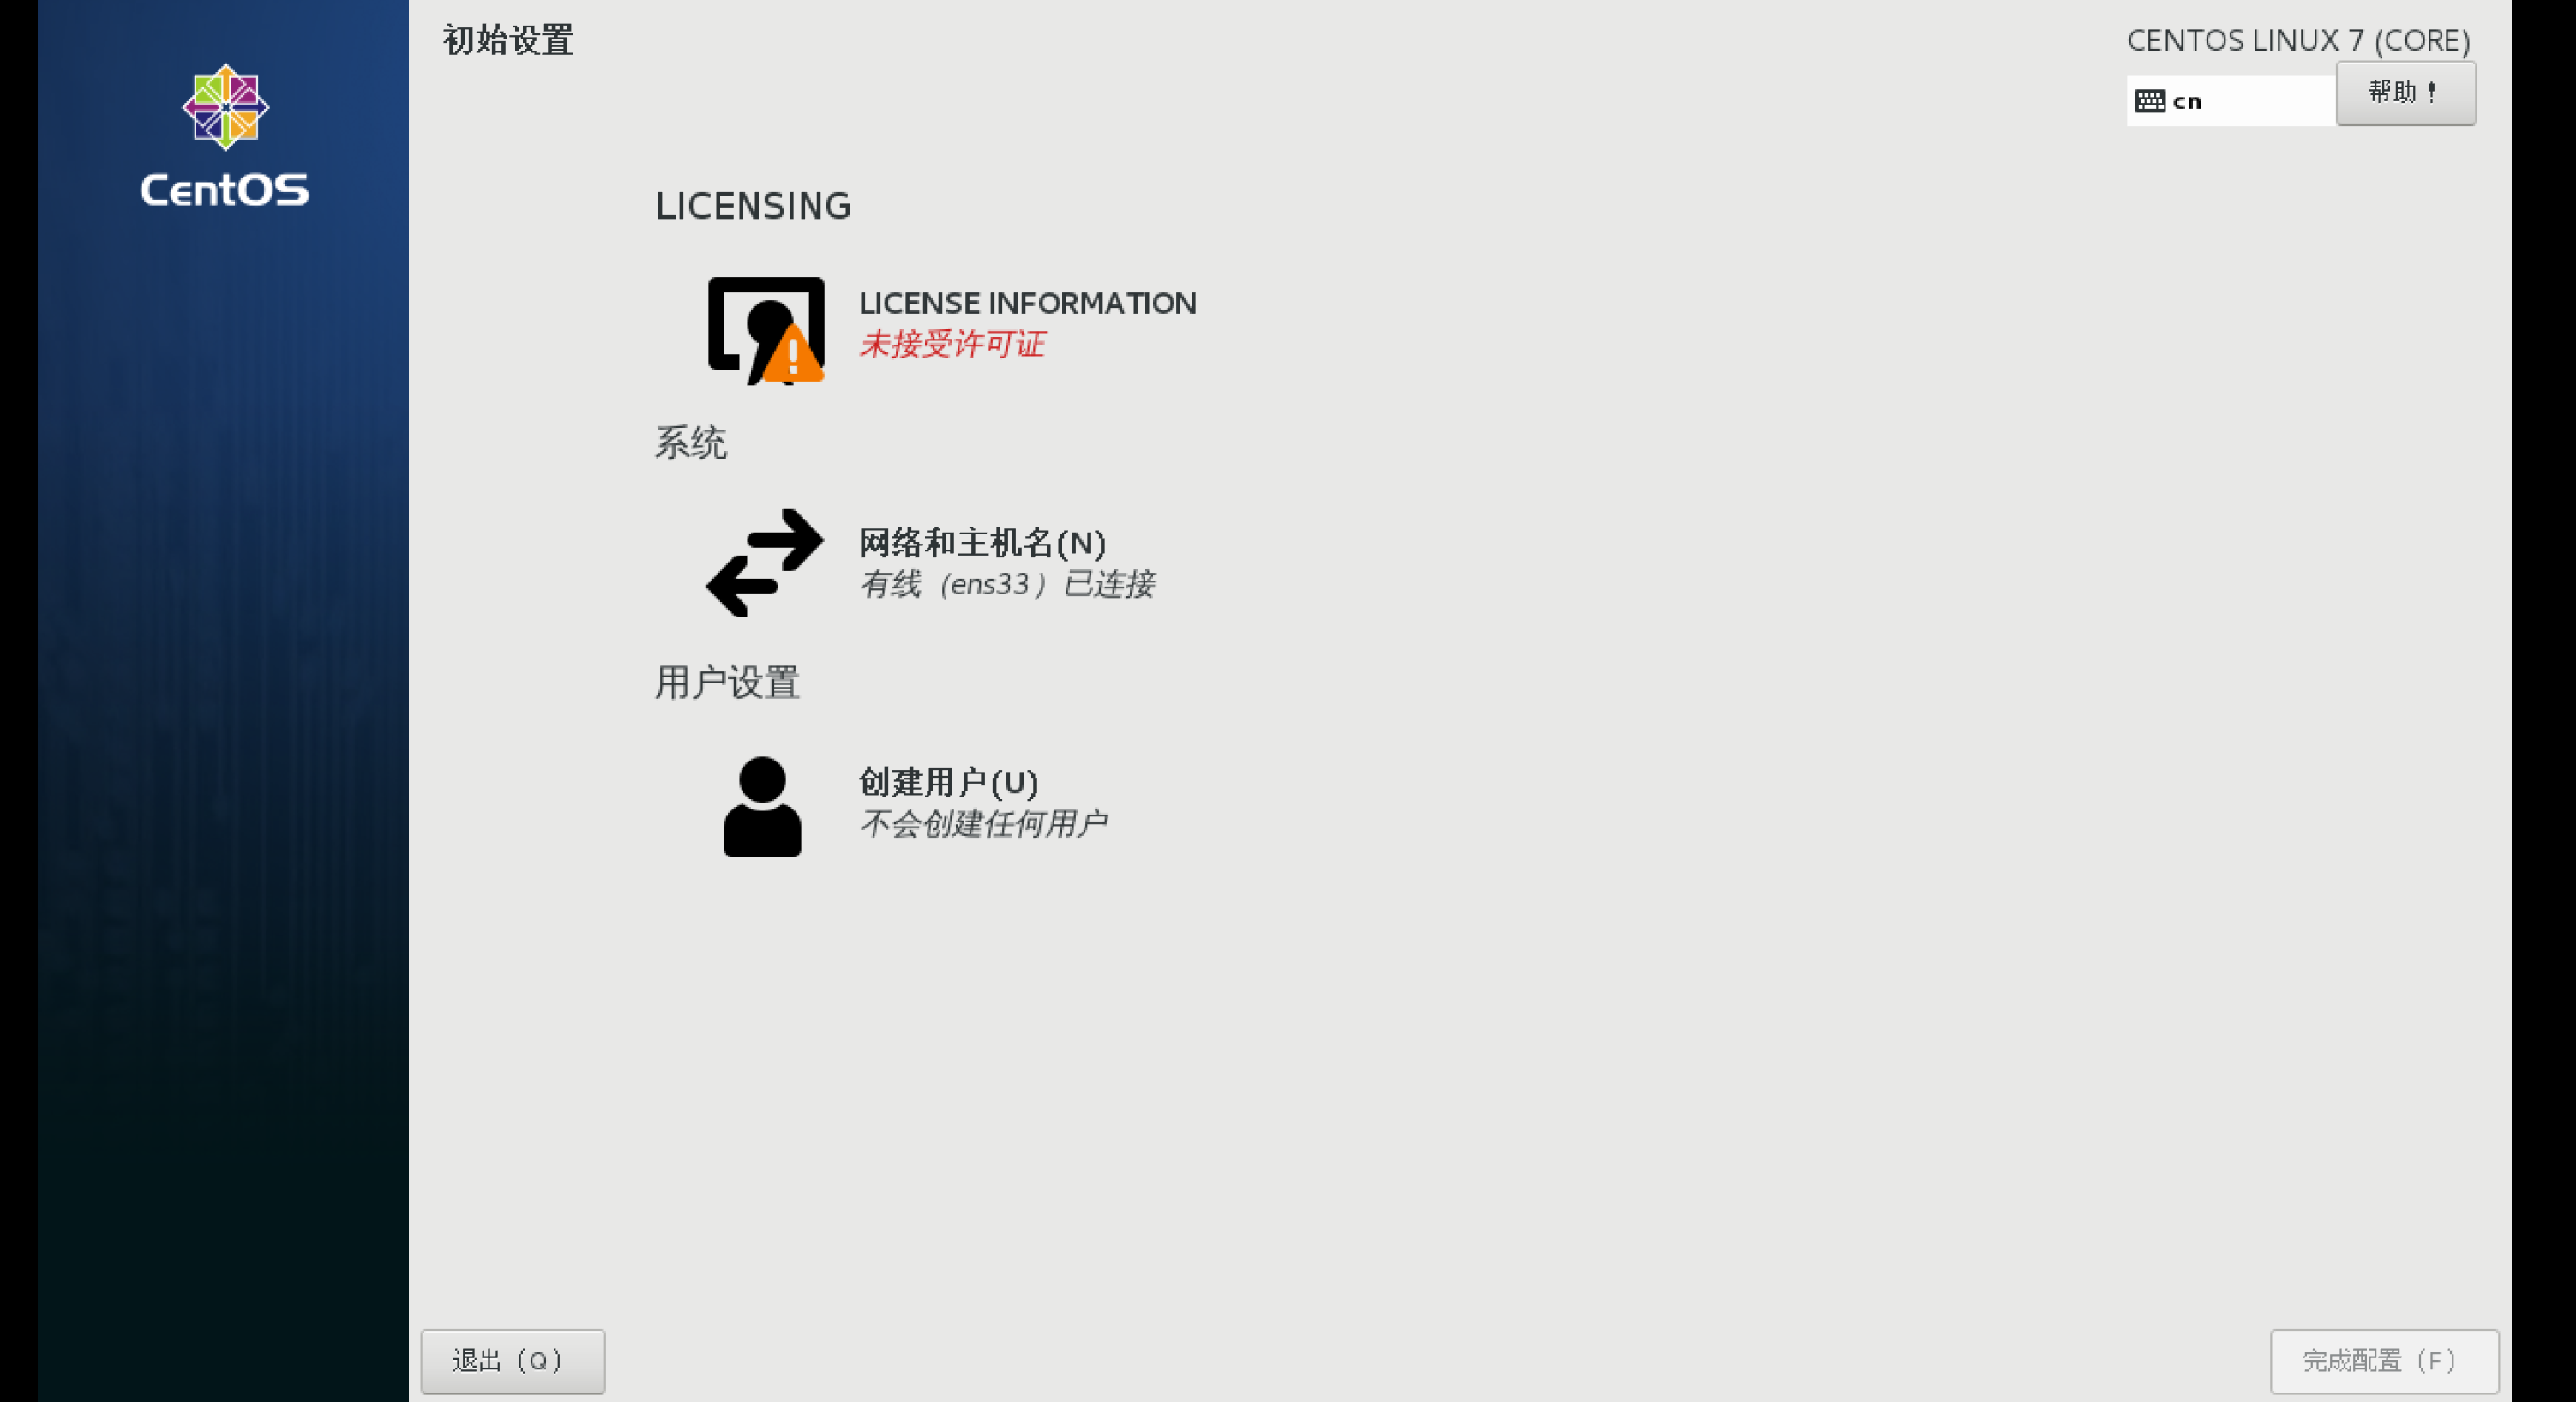 初始设置
CENTOS LINUX 7 (CORE)
cn
帮助！
CentOS
LICENSING
LICENSE INFORMATION
未接受许可证
系统
网络和主机名(N)
有线（ens33）已连接
用户设置
创建用户(U)
不会创建任何用户
退出（Q）
完成配置（F）